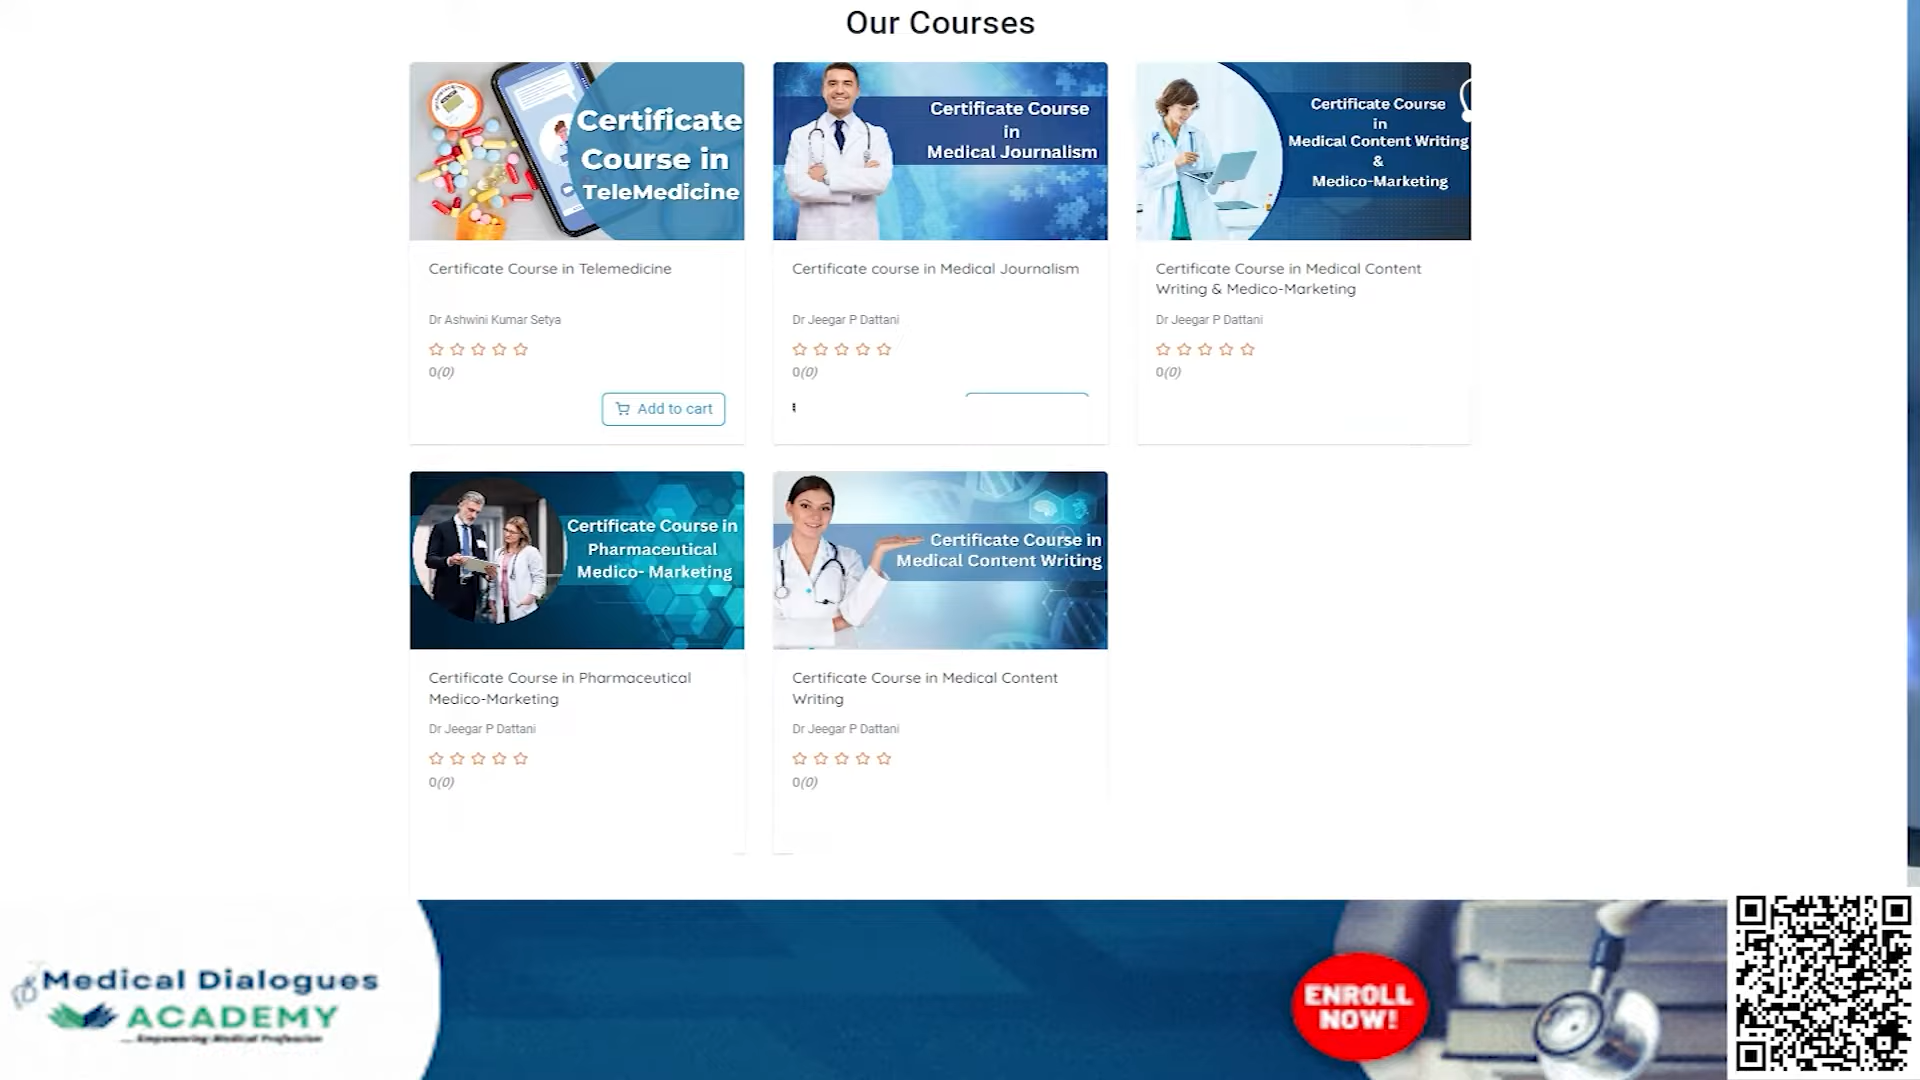 Our Courses
Certificate
Course in
TeleMedicine
Certificate Course in Telemedicine
Dr Ashwini Kumar Setya
0(0)
Add to cart
Certificate Course
in
Medical Journalism
Certificate course in Medical Journalism
Dr Jeegar P Dattani
0(0)
Certificate Course
in
Medical Content Writing
&
Medico-Marketing
Certificate Course in Medical Content
Writing & Medico-Marketing
Dr Jeegar P Dattani
0(0)
Certificate Course in
Pharmaceutical
Medico- Marketing
Certificate Course in Pharmaceutical
Medico-Marketing
Dr Jeegar P Dattani
0(0)
Certificate Course in
Medical Content Writing
Certificate Course in Medical Content
Writing
Dr Jeegar P Dattani
0(0)
Medical Dialogues
ACADEMY
... Empowering Medical Profession
ENROLL
NOW!